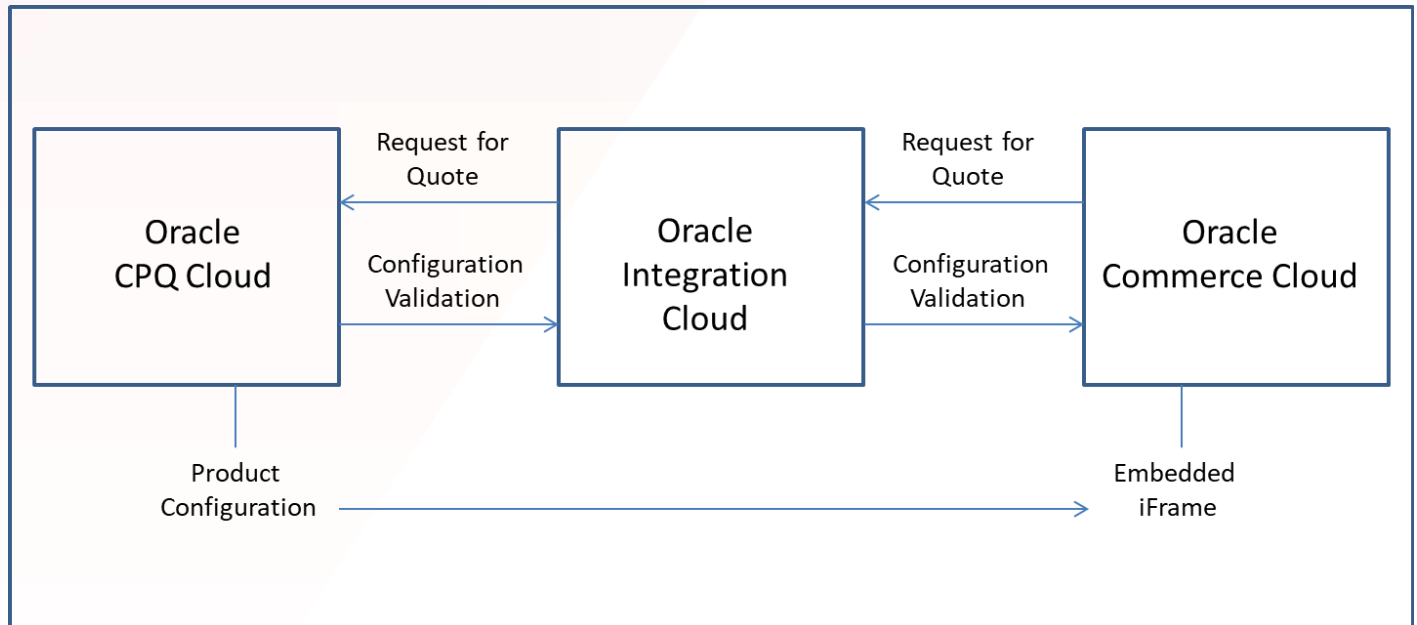 Request for
Quote
Request for
Quote
Oracle
CPQ Cloud
Oracle
Integration
Cloud
Oracle
Commerce Cloud
Configuration
Validation
Configuration
Validation
Product
Configuration
Embedded
iFrame